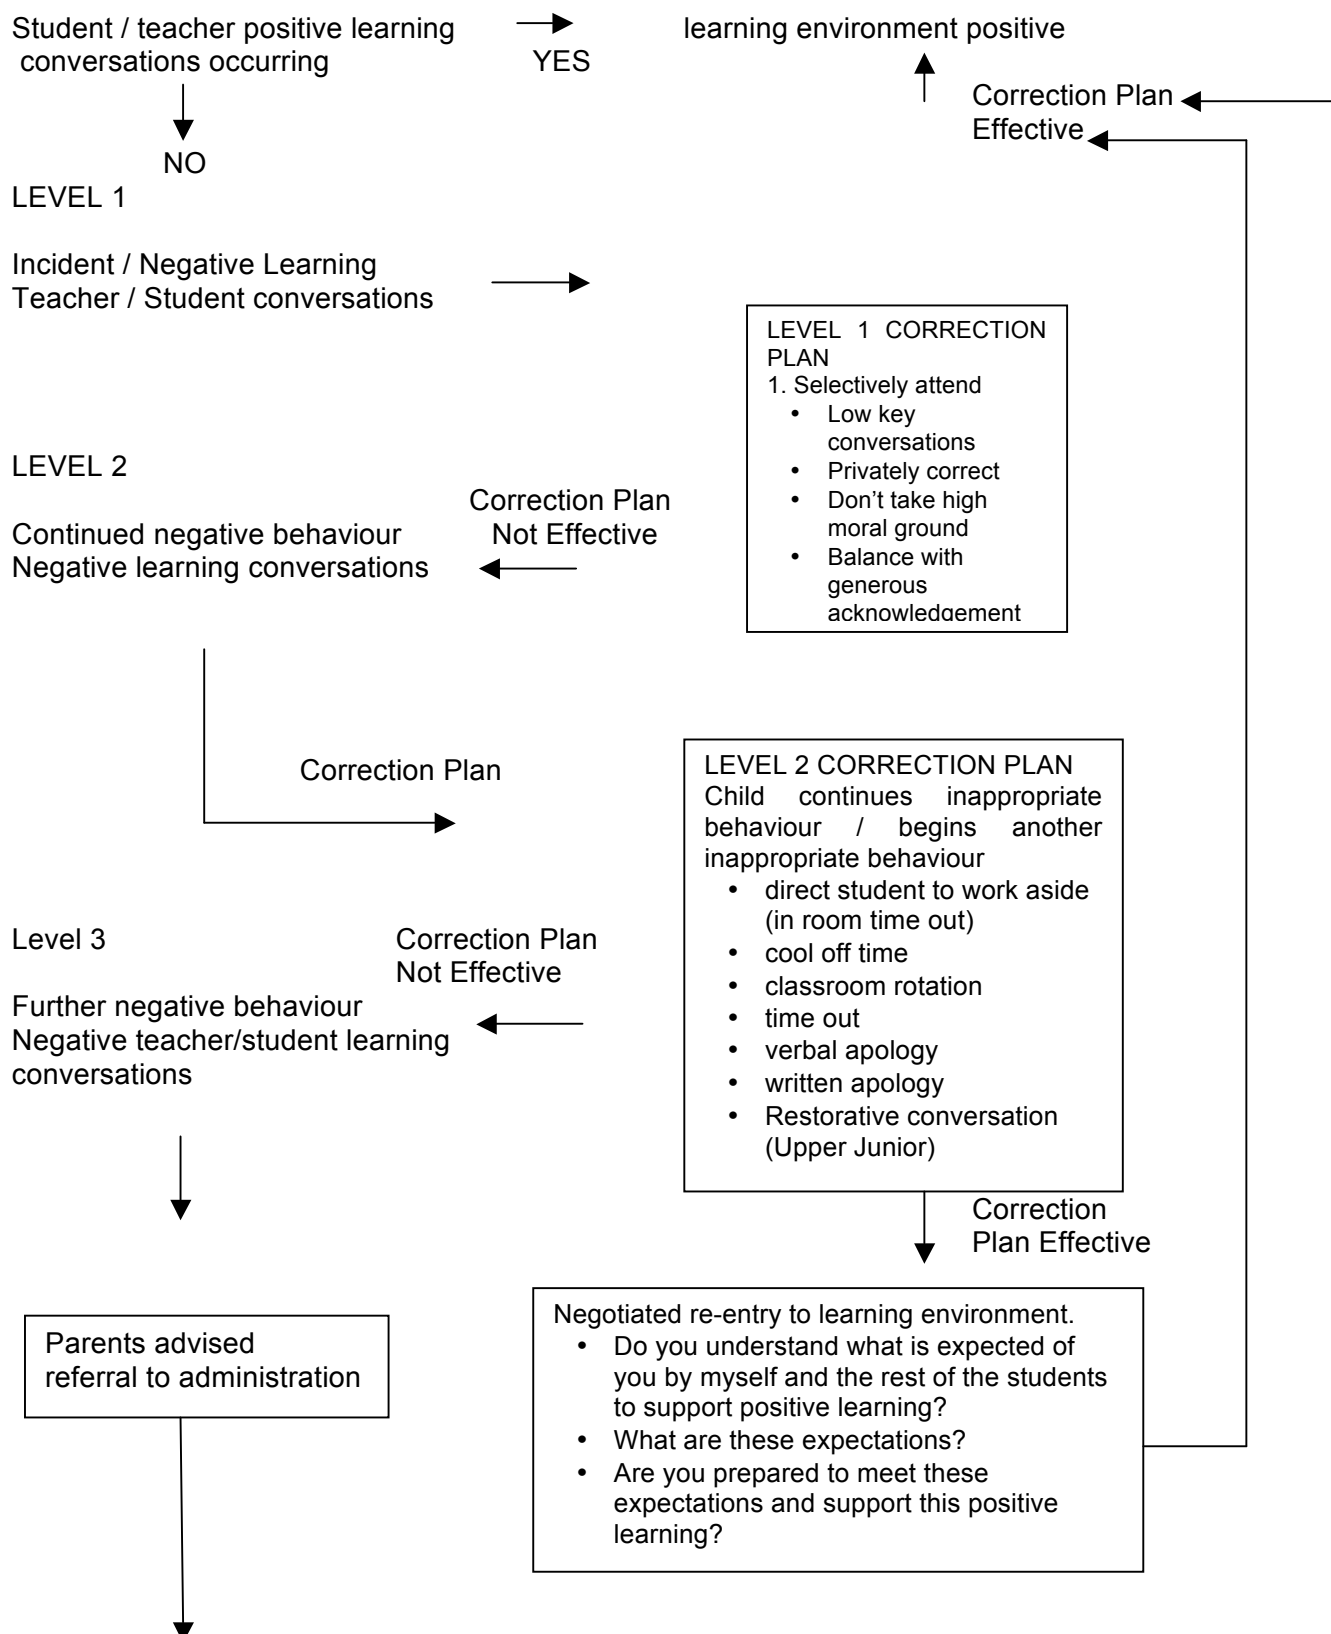 Student / teacher positive learning
conversations occurring
YES
learning environment positive
Correction Plan
Effective
NO
LEVEL 1
Incident / Negative Learning
Teacher / Student conversations
LEVEL 1 CORRECTION
PLAN
1. Selectively attend
• Low key
conversations
• Privately correct
• Don’t take high
moral ground
• Balance with
generous
acknowledgement
LEVEL 2
Continued negative behaviour
Negative learning conversations
Correction Plan
Not Effective
Correction Plan
LEVEL 2 CORRECTION PLAN
Child continues inappropriate
behaviour / begins another
inappropriate behaviour
• direct student to work aside
(in room time out)
• cool off time
• classroom rotation
• time out
• verbal apology
• written apology
• Restorative conversation
(Upper Junior)
Level 3
Further negative behaviour
Negative teacher/student learning
conversations
Correction Plan
Not Effective
Correction
Plan Effective
Parents advised
referral to administration
Negotiated re-entry to learning environment.
• Do you understand what is expected of
you by myself and the rest of the students
to support positive learning?
• What are these expectations?
• Are you prepared to meet these
expectations and support this positive
learning?